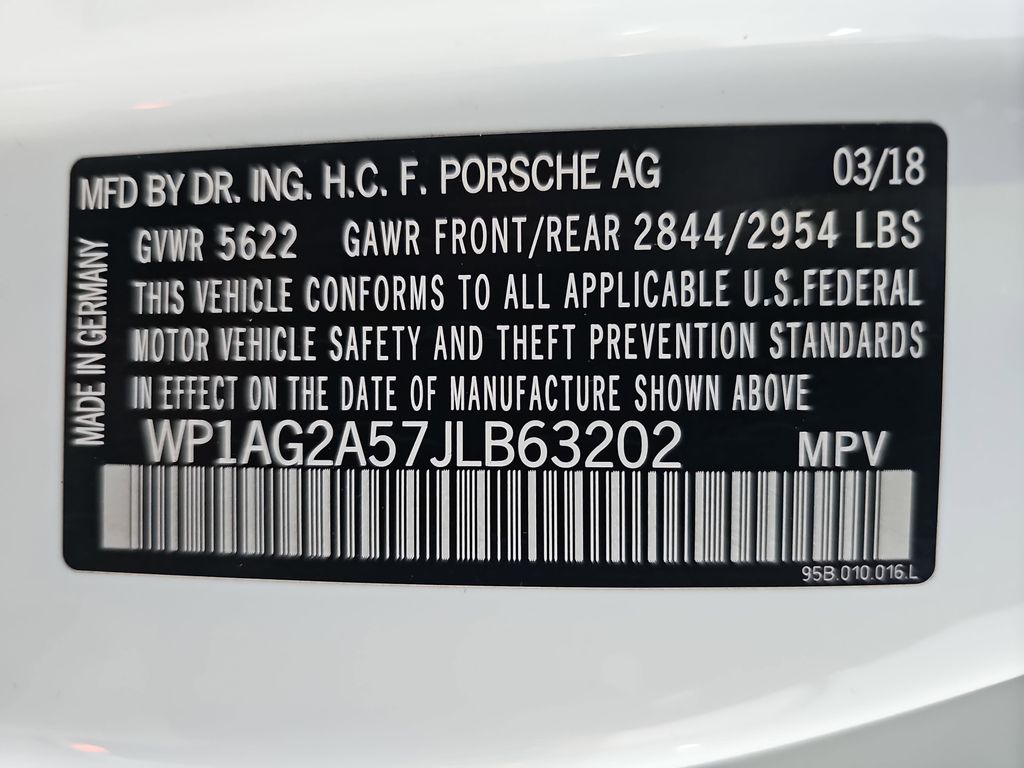 MFD BY DR. ING. H.C. F. PORSCHE AG 03/18
GVWR 5622 GAWR FRONT/REAR 2844/2954 LBS
THIS VEHICLE CONFORMS TO ALL APPLICABLE U.S.FEDERAL
MOTOR VEHICLE SAFETY AND THEFT PREVENTION STANDARDS
IN EFFECT ON THE DATE OF MANUFACTURE SHOWN ABOVE
MADE IN GERMANY
WP1AG2A57JLB63202 MPV
95B.010.016.L